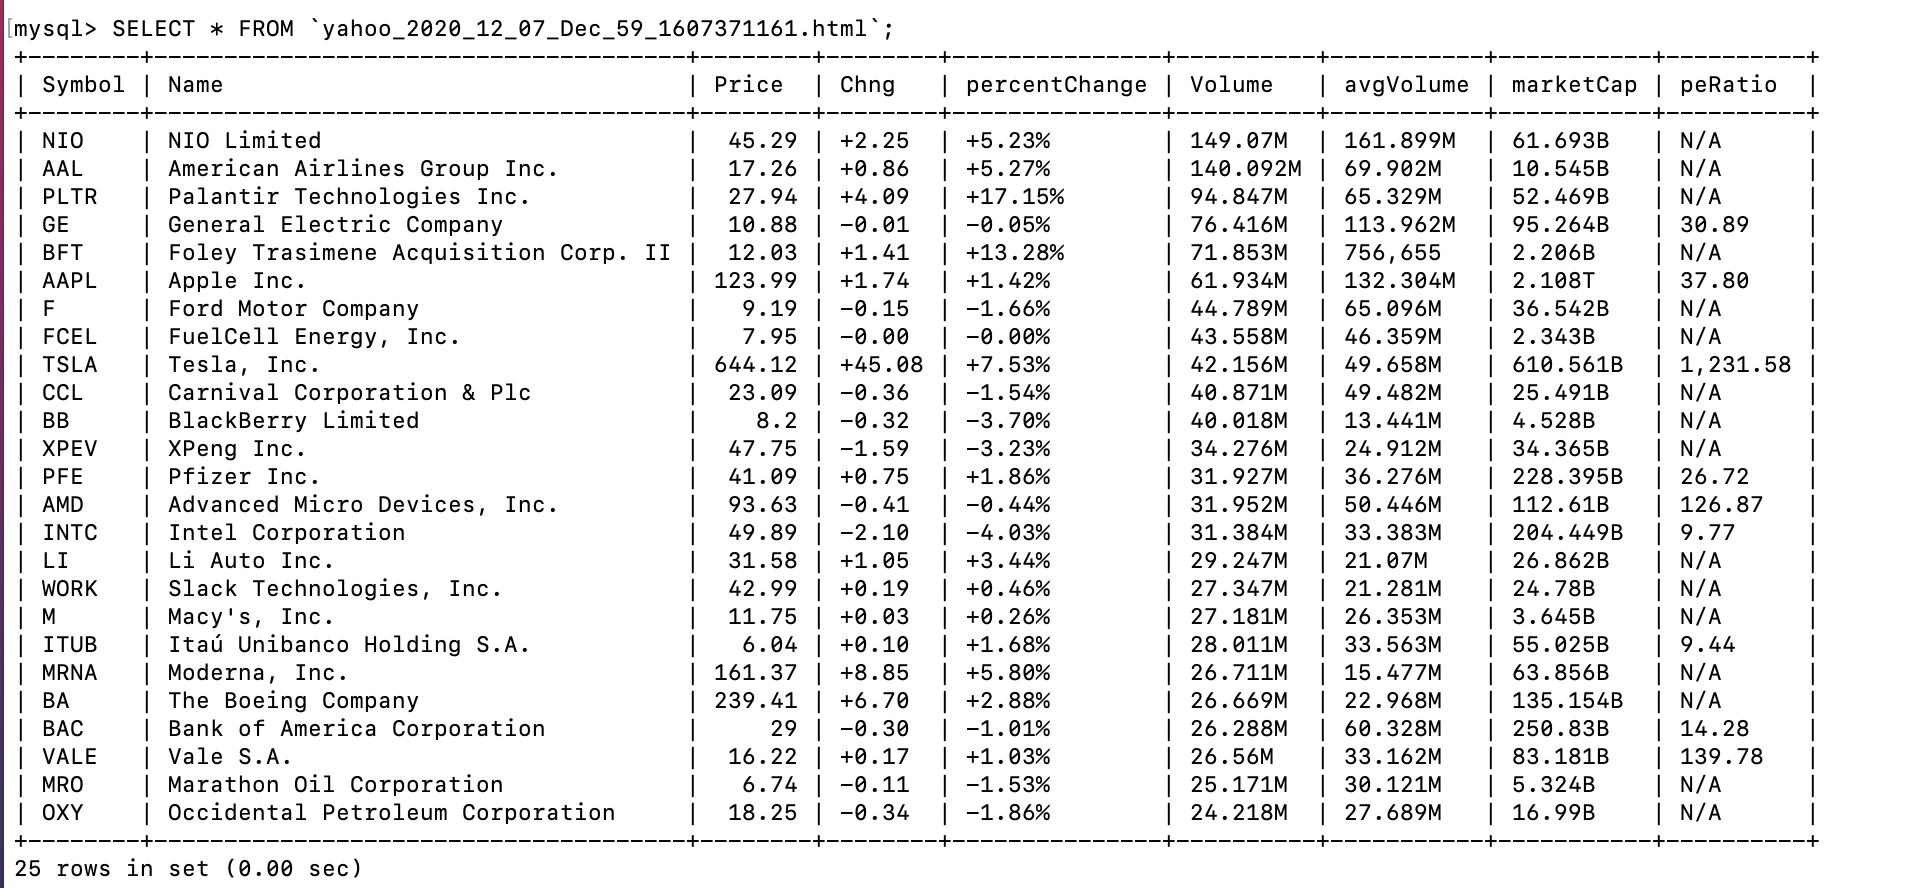 mysql> SELECT * FROM `yahoo_2020_12_07_Dec_59_1607371161.html`;
+--------+---------------------------------------+--------+--------+---------------+----------+-----------+-----------+----------+
| Symbol | Name                                  | Price  | Chng   | percentChange | Volume   | avgVolume | marketCap | peRatio  |
+--------+---------------------------------------+--------+--------+---------------+----------+-----------+-----------+----------+
| NIO    | NIO Limited                           |  45.29 | +2.25  | +5.23%        | 149.07M  | 161.899M  | 61.693B   | N/A      |
| AAL    | American Airlines Group Inc.          |  17.26 | +0.86  | +5.27%        | 140.092M | 69.902M   | 10.545B   | N/A      |
| PLTR   | Palantir Technologies Inc.            |  27.94 | +4.09  | +17.15%       | 94.847M  | 65.329M   | 52.469B   | N/A      |
| GE     | General Electric Company              |  10.88 | -0.01  | -0.05%        | 76.416M  | 113.962M  | 95.264B   | 30.89    |
| BFT    | Foley Trasimene Acquisition Corp. II  |  12.03 | +1.41  | +13.28%       | 71.853M  | 756,655   | 2.206B    | N/A      |
| AAPL   | Apple Inc.                            | 123.99 | +1.74  | +1.42%        | 61.934M  | 132.304M  | 2.108T    | 37.80    |
| F      | Ford Motor Company                    |   9.19 | -0.15  | -1.66%        | 44.789M  | 65.096M   | 36.542B   | N/A      |
| FCEL   | FuelCell Energy, Inc.                 |   7.95 | -0.00  | -0.00%        | 43.558M  | 46.359M   | 2.343B    | N/A      |
| TSLA   | Tesla, Inc.                           | 644.12 | +45.08 | +7.53%        | 42.156M  | 49.658M   | 610.561B  | 1,231.58 |
| CCL    | Carnival Corporation & Plc            |  23.09 | -0.36  | -1.54%        | 40.871M  | 49.482M   | 25.491B   | N/A      |
| BB     | BlackBerry Limited                    |    8.2 | -0.32  | -3.70%        | 40.018M  | 13.441M   | 4.528B    | N/A      |
| XPEV   | XPeng Inc.                            |  47.75 | -1.59  | -3.23%        | 34.276M  | 24.912M   | 34.365B   | N/A      |
| PFE    | Pfizer Inc.                           |  41.09 | +0.75  | +1.86%        | 31.927M  | 36.276M   | 228.395B  | 26.72    |
| AMD    | Advanced Micro Devices, Inc.          |  93.63 | -0.41  | -0.44%        | 31.952M  | 50.446M   | 112.61B   | 126.87   |
| INTC   | Intel Corporation                     |  49.89 | -2.10  | -4.03%        | 31.384M  | 33.383M   | 204.449B  | 9.77     |
| LI     | Li Auto Inc.                          |  31.58 | +1.05  | +3.44%        | 29.247M  | 21.07M    | 26.862B   | N/A      |
| WORK   | Slack Technologies, Inc.              |  42.99 | +0.19  | +0.46%        | 27.347M  | 21.281M   | 24.78B    | N/A      |
| M      | Macy's, Inc.                          |  11.75 | +0.03  | +0.26%        | 27.181M  | 26.353M   | 3.645B    | N/A      |
| ITUB   | Itaú Unibanco Holding S.A.            |   6.04 | +0.10  | +1.68%        | 28.011M  | 33.563M   | 55.025B   | 9.44     |
| MRNA   | Moderna, Inc.                         | 161.37 | +8.85  | +5.80%        | 26.711M  | 15.477M   | 63.856B   | N/A      |
| BA     | The Boeing Company                    | 239.41 | +6.70  | +2.88%        | 26.669M  | 22.968M   | 135.154B  | N/A      |
| BAC    | Bank of America Corporation           |     29 | -0.30  | -1.01%        | 26.288M  | 60.328M   | 250.83B   | 14.28    |
| VALE   | Vale S.A.                             |  16.22 | +0.17  | +1.03%        | 26.56M   | 33.162M   | 83.181B   | 139.78   |
| MRO    | Marathon Oil Corporation              |   6.74 | -0.11  | -1.53%        | 25.171M  | 30.121M   | 5.324B    | N/A      |
| OXY    | Occidental Petroleum Corporation      |  18.25 | -0.34  | -1.86%        | 24.218M  | 27.689M   | 16.99B    | N/A      |
+--------+---------------------------------------+--------+--------+---------------+----------+-----------+-----------+----------+
25 rows in set (0.00 sec)